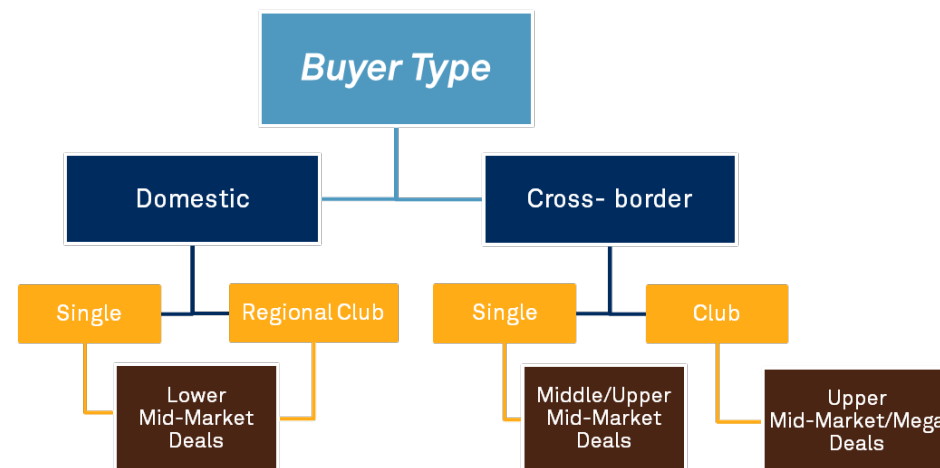 Buyer Type
Domestic
Cross- border
Single
Regional Club
Single
Club
Lower
Mid-Market
Deals
Middle/Upper
Mid-Market
Deals
Upper
Mid-Market/Mega
Deals